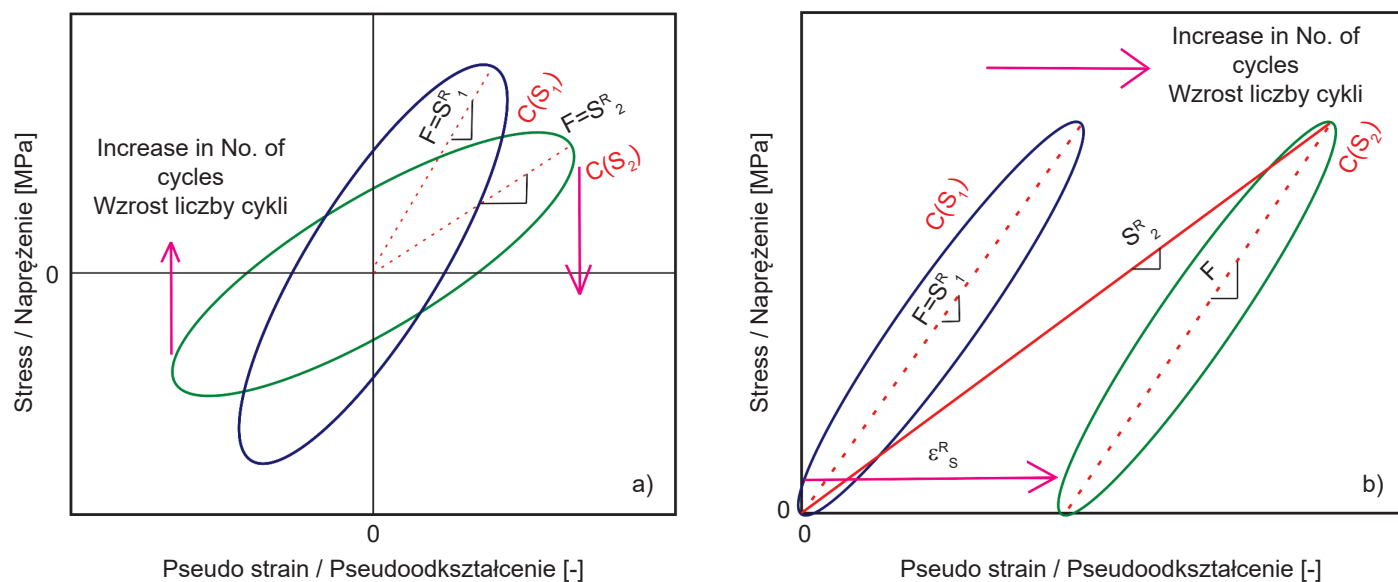 Stress / Naprężenie [MPa]
0
Increase in No. of
cycles
Wzrost liczby cykli
F=S^R_1
C(S_1)
F=S^R_2
C(S_2)
a)
0
Pseudo strain / Pseudoodkształcenie [-]
Stress / Naprężenie [MPa]
Increase in No. of
cycles
Wzrost liczby cykli
C(S_1)
C(S_2)
S^R_2
F
F=S^R_1
ε^R_S
b)
0
0
Pseudo strain / Pseudoodkształcenie [-]